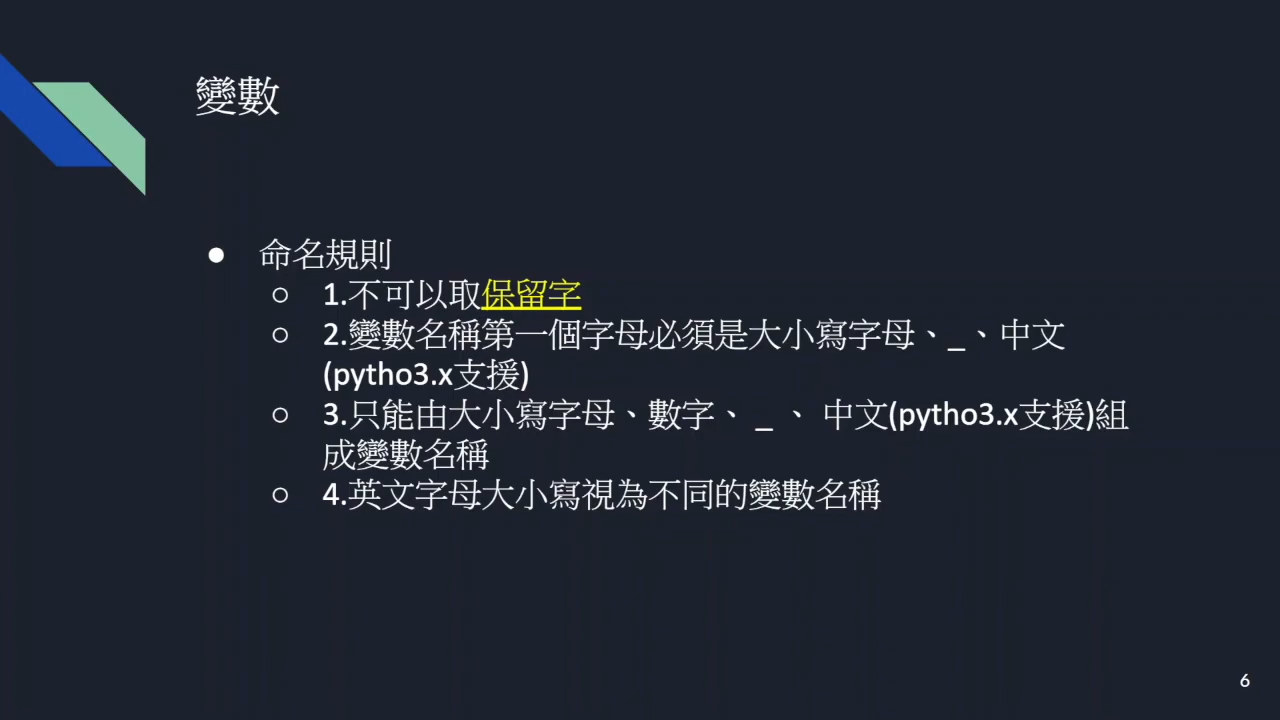 變數
● 命名規則
○ 1.不可以取保留字
○ 2.變數名稱第一個字母必須是大小寫字母、_、中文
(pytho3.x支援)
○ 3.只能由大小寫字母、數字、 _ 、 中文(pytho3.x支援)組
成變數名稱
○ 4.英文字母大小寫視為不同的變數名稱
6